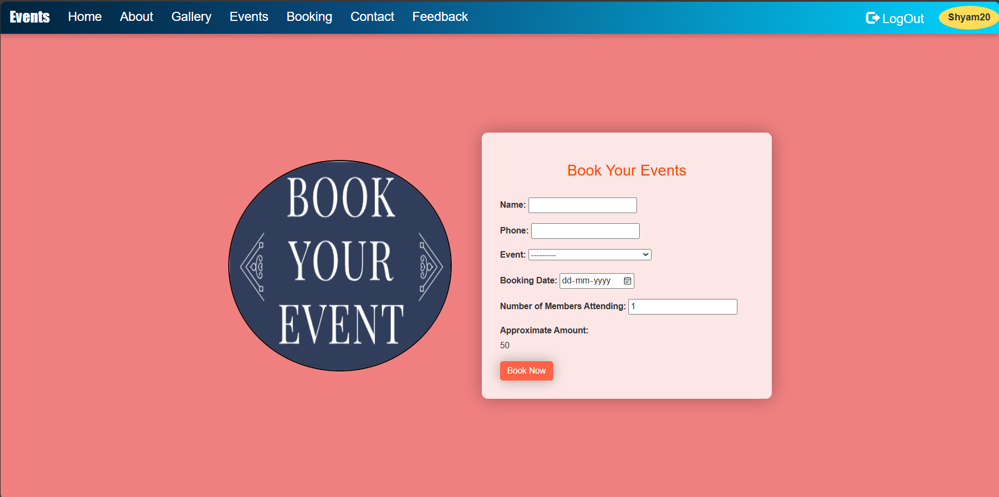 Events Home About Gallery Events Booking Contact Feedback LogOut Shyam20
BOOK
YOUR
EVENT
Book Your Events
Name:
Phone:
Event: ---------
Booking Date: dd-mm-yyyy
Number of Members Attending: 1
Approximate Amount:
50
Book Now